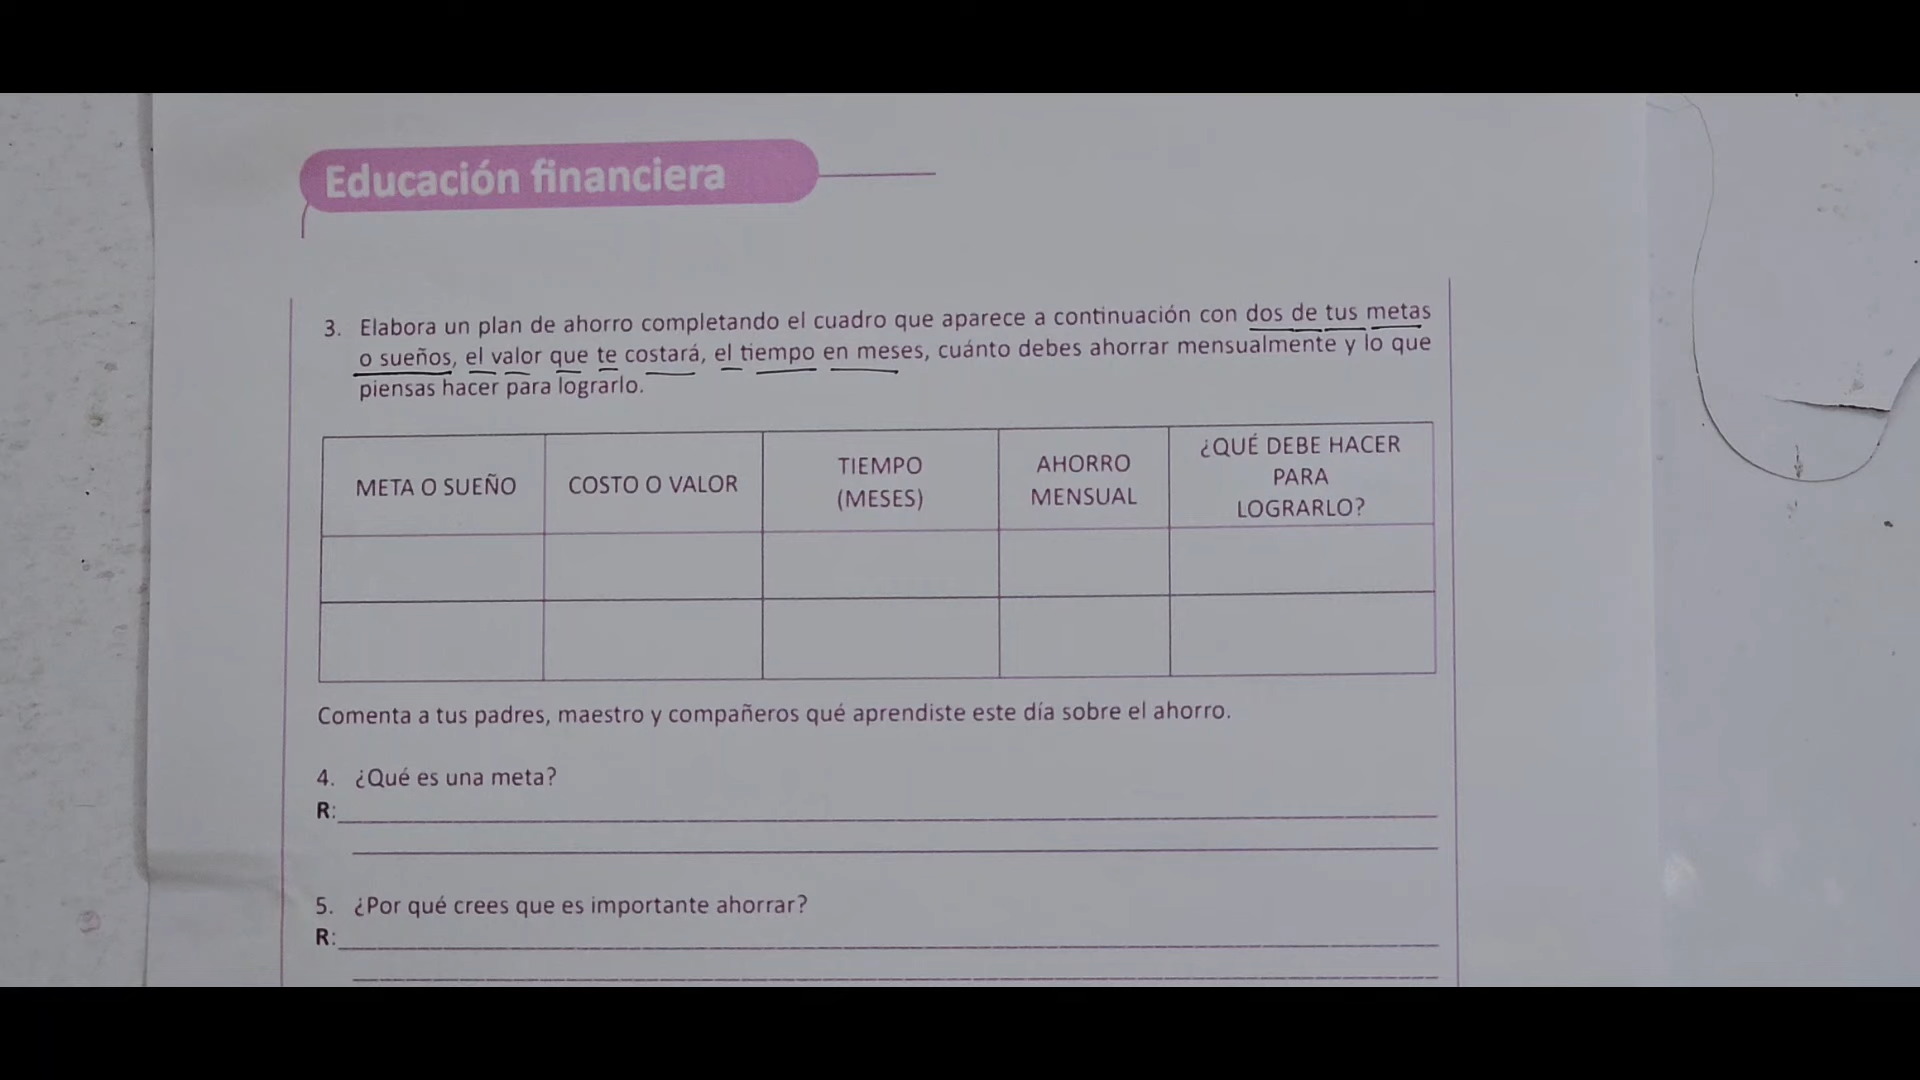 Educación financiera
3. Elabora un plan de ahorro completando el cuadro que aparece a continuación con dos de tus metas
o sueños, el valor que te costará, el tiempo en meses, cuánto debes ahorrar mensualmente y lo que
piensas hacer para lograrlo.
META O SUEÑO
COSTO O VALOR
TIEMPO
(MESES)
AHORRO
MENSUAL
¿QUÉ DEBE HACER
PARA
LOGRARLO?
Comenta a tus padres, maestro y compañeros qué aprendiste este día sobre el ahorro.
4. ¿Qué es una meta?
R:
5. ¿Por qué crees que es importante ahorrar?
R: